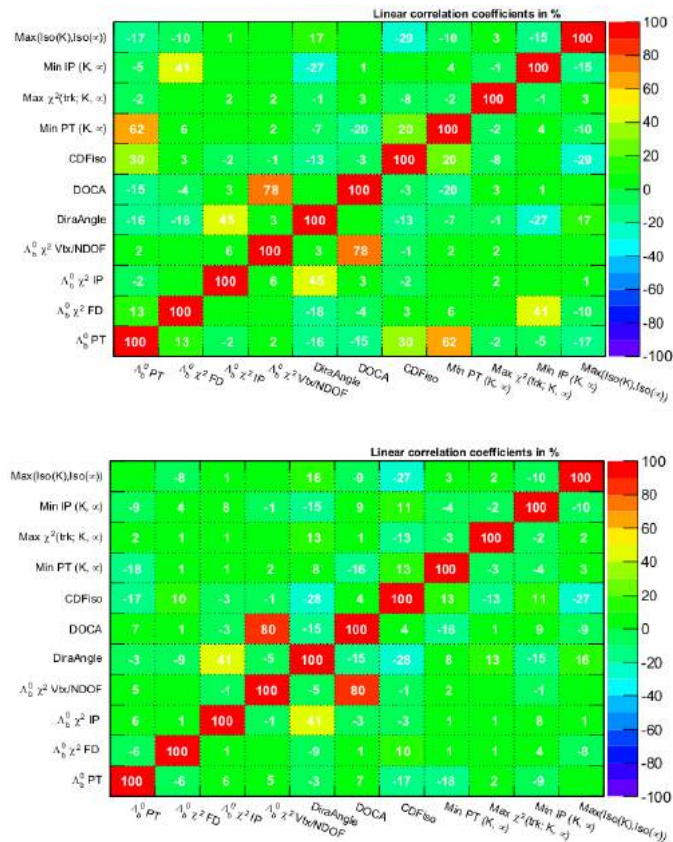 Linear correlation coefficients in %
Max(Iso(K),Iso(∝)) -17 -10 1 17 -29 -10 3 -15 100
Min IP (K, ∝) -5 41 -27 1 4 -1 100 -15
Max χ²(trk; K, ∝) -2 2 2 -1 3 -8 -2 100 -1 3
Min PT (K, ∝) 62 6 2 -7 -20 20 100 -2 4 -10
CDFiso 30 3 -2 -1 -13 -3 100 20 -8 -29
DOCA -15 -4 3 78 100 -3 -20 3 1
DiraAngle -16 -18 45 3 100 -13 -7 -1 -27 17
Λ⁰_b χ² Vtx/NDOF 2 6 100 3 78 -1 2 2
Λ⁰_b χ² IP -2 100 6 45 3 -2 2 1
Λ⁰_b χ² FD 13 100 -18 -4 3 6 41 -10
Λ⁰_b PT 100 13 -2 2 -16 -15 30 62 -2 -5 -17
Λ⁰_b PT Λ⁰_b χ² FD Λ⁰_b χ² IP Λ⁰_b χ² Vtx/NDOF DiraAngle DOCA CDFiso Min PT (K, ∝) Max χ²(trk; K, ∝) Min IP (K, ∝) Max(Iso(K),Iso(∝))
100
80
60
40
20
0
-20
-40
-60
-80
-100
Linear correlation coefficients in %
Max(Iso(K),Iso(∝)) -8 1 16 -9 -27 3 2 -10 100
Min IP (K, ∝) -9 4 8 -1 -15 9 11 -4 -2 100 -10
Max χ²(trk; K, ∝) 2 1 1 13 1 -13 -3 100 -2 2
Min PT (K, ∝) -18 1 1 2 8 -16 13 100 -3 -4 3
CDFiso -17 10 -3 -1 -28 4 100 13 -13 11 -27
DOCA 7 1 -3 80 -15 100 4 -16 1 9 -9
DiraAngle -3 -9 41 -5 100 -15 -28 8 13 -15 16
Λ⁰_b χ² Vtx/NDOF 5 -1 100 -5 80 -1 2 -1
Λ⁰_b χ² IP 6 1 100 -1 41 -3 -3 1 1 8 1
Λ⁰_b χ² FD -6 100 1 -9 1 10 1 1 4 -8
Λ⁰_b PT 100 -6 6 5 -3 7 -17 -18 2 -9
Λ⁰_b PT Λ⁰_b χ² FD Λ⁰_b χ² IP Λ⁰_b χ² Vtx/NDOF DiraAngle DOCA CDFiso Min PT (K, ∝) Max χ²(trk; K, ∝) Min IP (K, ∝) Max(Iso(K),Iso(∝))
100
80
60
40
20
0
-20
-40
-60
-80
-100